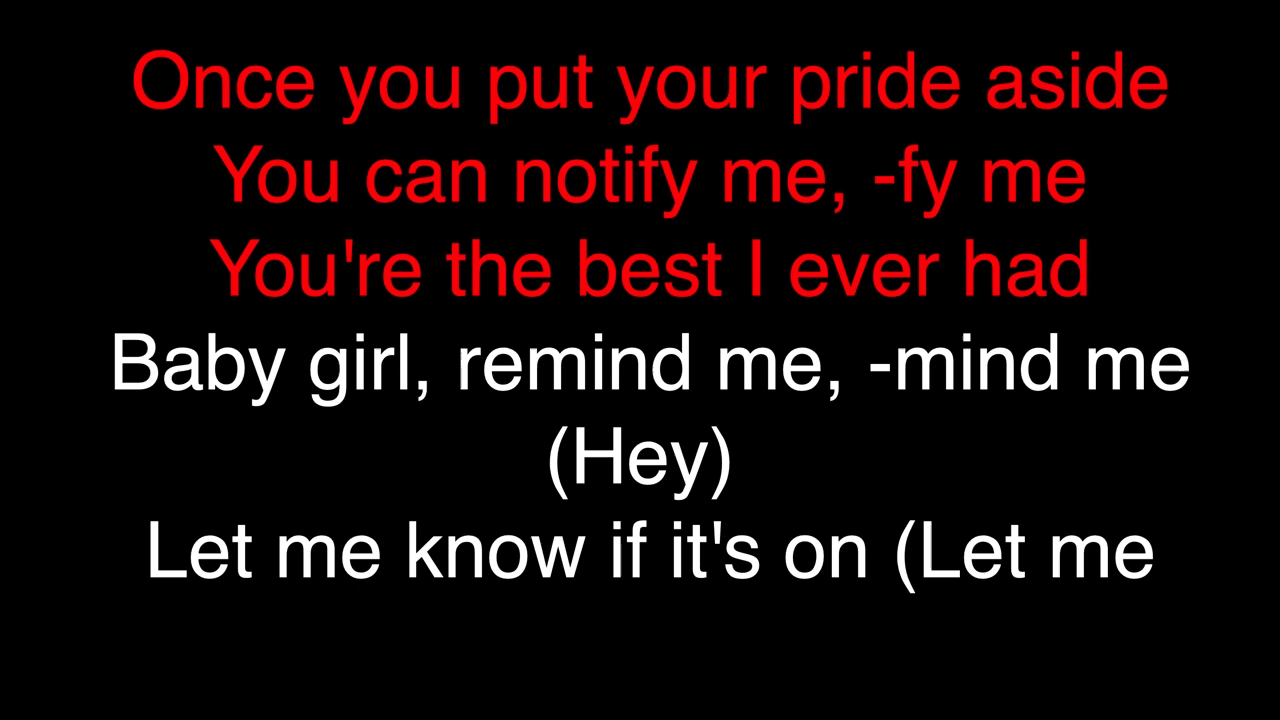 Once you put your pride aside
You can notify me, -fy me
You're the best I ever had
Baby girl, remind me, -mind me
(Hey)
Let me know if it's on (Let me